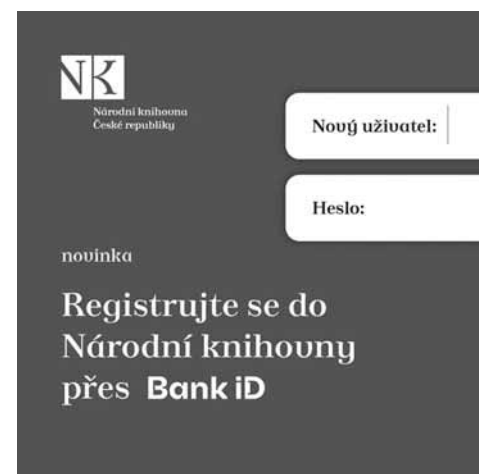 NK
Národní knihovna
České republiky
Nový uživatel:
Heslo:
novinka
Registrujte se do
Národní knihovny
přes Bank iD